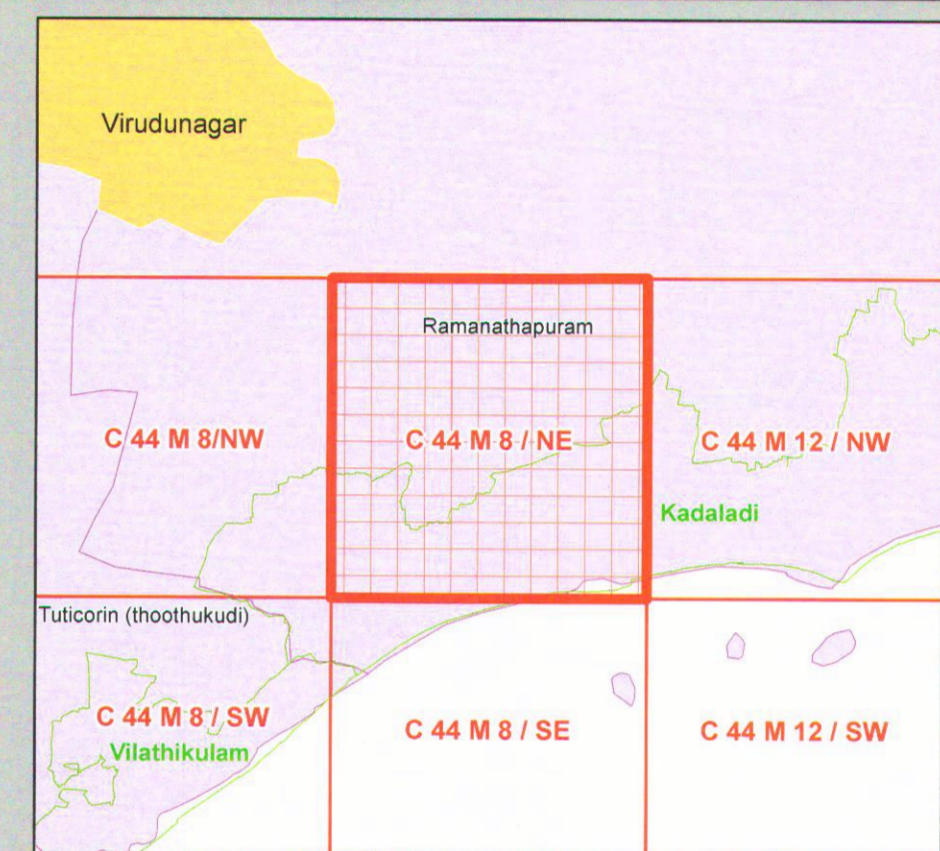 Virudunagar
Ramanathapuram
C 44 M 8/NW
C 44 M 8 / NE
C 44 M 12 / NW
Kadaladi
Tuticorin (thoothukudi)
C 44 M 8 / SW
C 44 M 8 / SE
C 44 M 12 / SW
Vilathikulam